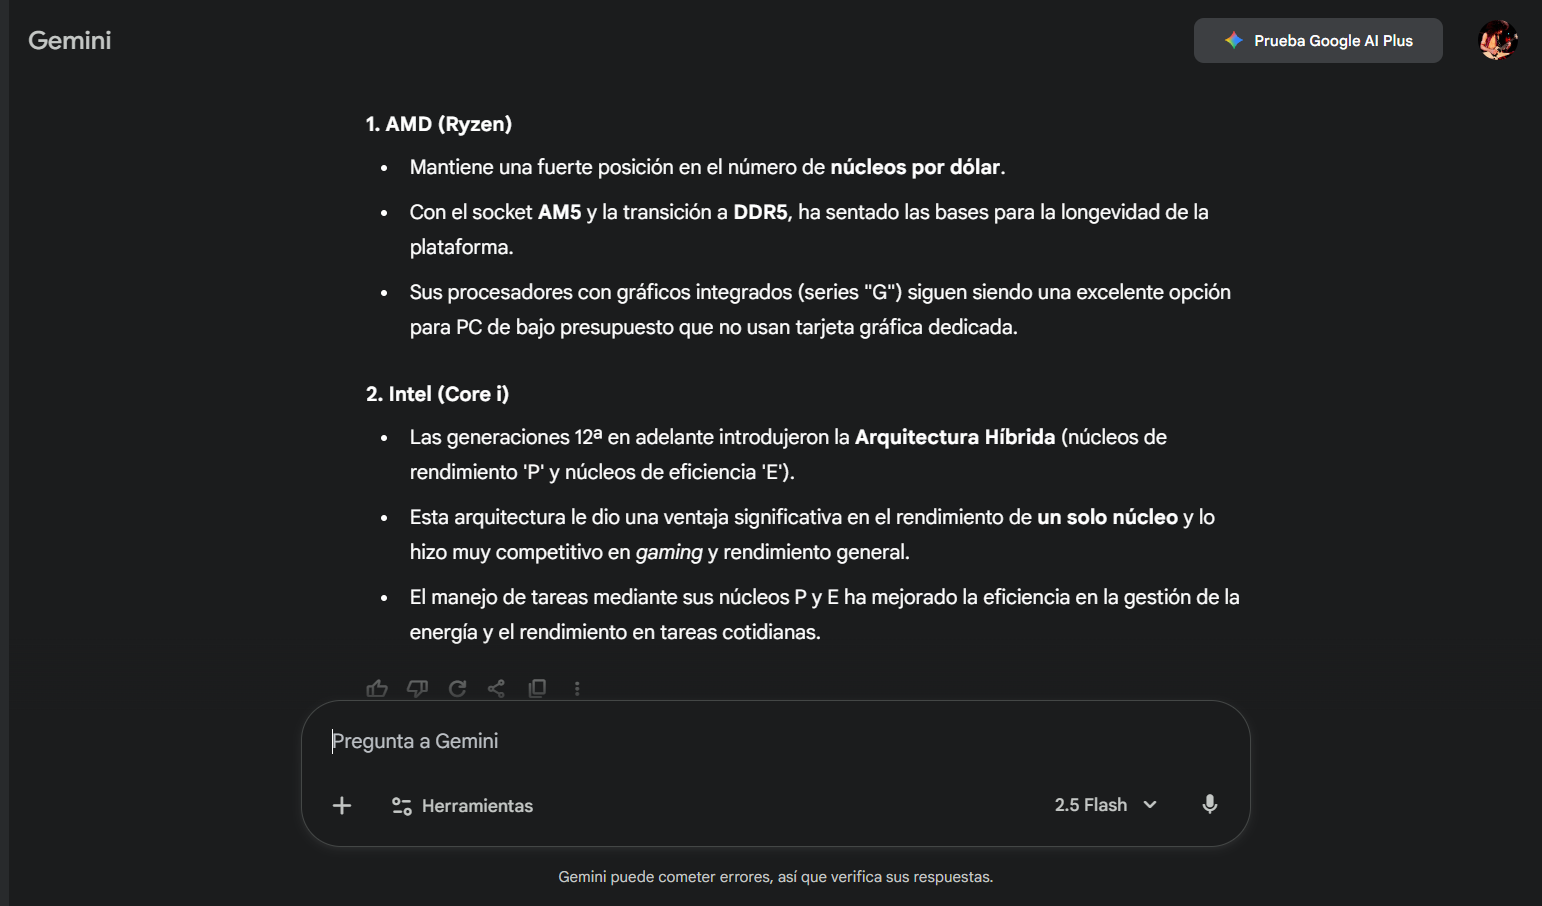 Gemini
Prueba Google AI Plus
1. AMD (Ryzen)
• Mantiene una fuerte posición en el número de núcleos por dólar.
• Con el socket AM5 y la transición a DDR5, ha sentado las bases para la longevidad de la
plataforma.
• Sus procesadores con gráficos integrados (series "G") siguen siendo una excelente opción
para PC de bajo presupuesto que no usan tarjeta gráfica dedicada.
2. Intel (Core i)
• Las generaciones 12ª en adelante introdujeron la Arquitectura Híbrida (núcleos de
rendimiento 'P' y núcleos de eficiencia 'E').
• Esta arquitectura le dio una ventaja significativa en el rendimiento de un solo núcleo y lo
hizo muy competitivo en gaming y rendimiento general.
• El manejo de tareas mediante sus núcleos P y E ha mejorado la eficiencia en la gestión de la
energía y el rendimiento en tareas cotidianas.
Pregunta a Gemini
Herramientas
2.5 Flash
Gemini puede cometer errores, así que verifica sus respuestas.